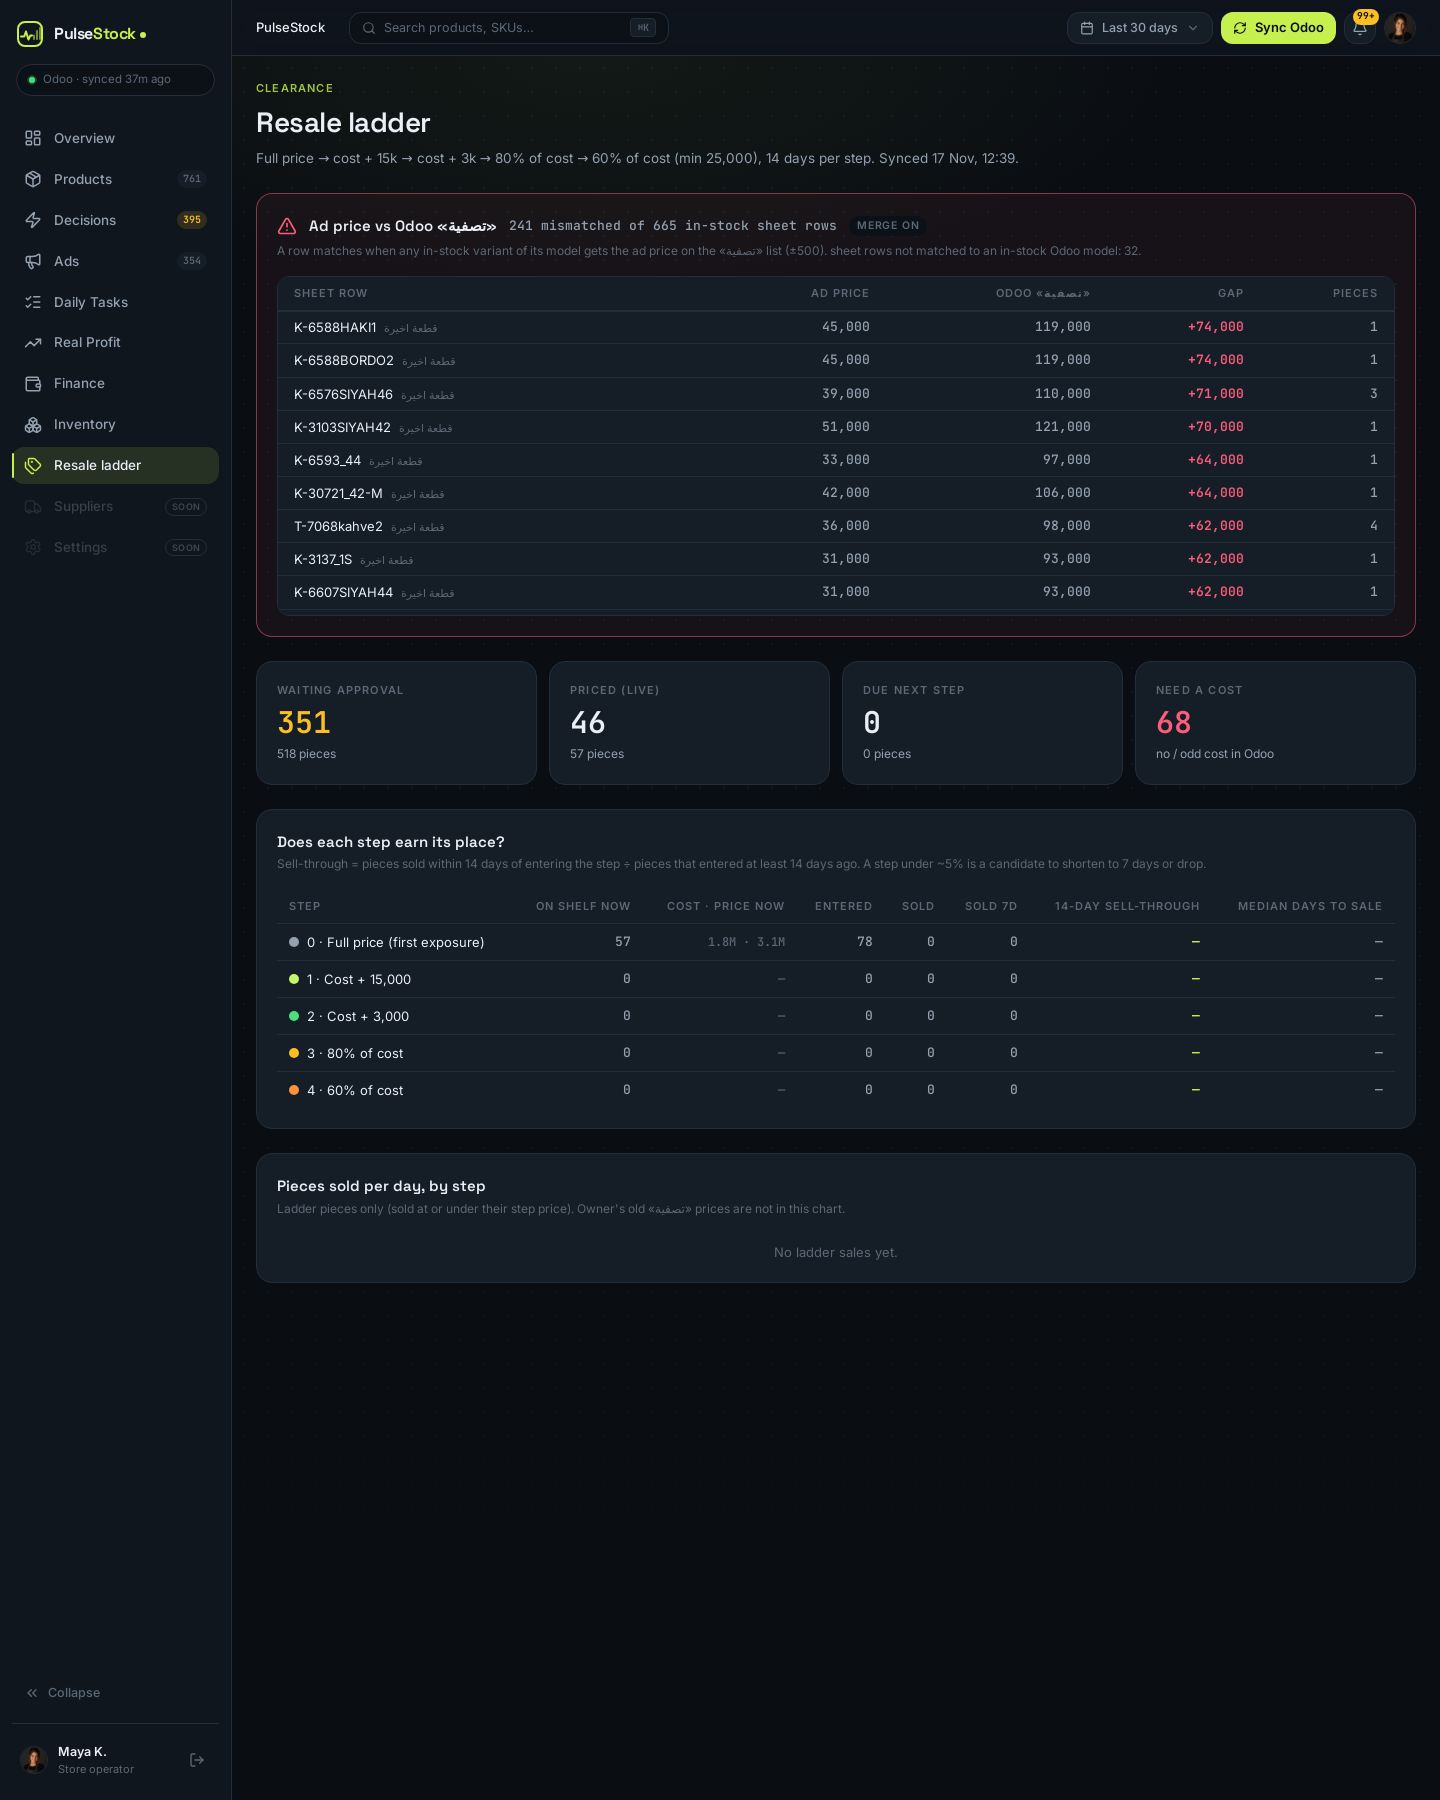 PulseStock
Odoo · synced 37m ago
Overview
Products 761
Decisions 395
Ads 354
Daily Tasks
Real Profit
Finance
Inventory
Resale ladder
Suppliers SOON
Settings SOON
Collapse
Maya K.
Store operator
PulseStock
Search products, SKUs... ⌘K
Last 30 days
Sync Odoo
99+
CLEARANCE
Resale ladder
Full price → cost + 15k → cost + 3k → 80% of cost → 60% of cost (min 25,000), 14 days per step. Synced 17 Nov, 12:39.
Ad price vs Odoo «تصفية» 241 mismatched of 665 in-stock sheet rows MERGE ON
A row matches when any in-stock variant of its model gets the ad price on the «تصفية» list (±500). sheet rows not matched to an in-stock Odoo model: 32.
SHEET ROW AD PRICE ODOO «تصفية» GAP PIECES
K-6588HAKI1 قطعة اخيرة 45,000 119,000 +74,000 1
K-6588BORDO2 قطعة اخيرة 45,000 119,000 +74,000 1
K-6576SIYAH46 قطعة اخيرة 39,000 110,000 +71,000 3
K-3103SIYAH42 قطعة اخيرة 51,000 121,000 +70,000 1
K-6593_44 قطعة اخيرة 33,000 97,000 +64,000 1
K-30721_42-M قطعة اخيرة 42,000 106,000 +64,000 1
T-7068kahve2 قطعة اخيرة 36,000 98,000 +62,000 4
K-3137_1S قطعة اخيرة 31,000 93,000 +62,000 1
K-6607SIYAH44 قطعة اخيرة 31,000 93,000 +62,000 1
WAITING APPROVAL
351
518 pieces
PRICED (LIVE)
46
57 pieces
DUE NEXT STEP
0
0 pieces
NEED A COST
68
no / odd cost in Odoo
Does each step earn its place?
Sell-through = pieces sold within 14 days of entering the step ÷ pieces that entered at least 14 days ago. A step under ~5% is a candidate to shorten to 7 days or drop.
STEP ON SHELF NOW COST · PRICE NOW ENTERED SOLD SOLD 7D 14-DAY SELL-THROUGH MEDIAN DAYS TO SALE
0 · Full price (first exposure) 57 1.8M · 3.1M 78 0 0 — —
1 · Cost + 15,000 0 — 0 0 0 — —
2 · Cost + 3,000 0 — 0 0 0 — —
3 · 80% of cost 0 — 0 0 0 — —
4 · 60% of cost 0 — 0 0 0 — —
Pieces sold per day, by step
Ladder pieces only (sold at or under their step price). Owner's old «تصفية» prices are not in this chart.
No ladder sales yet.